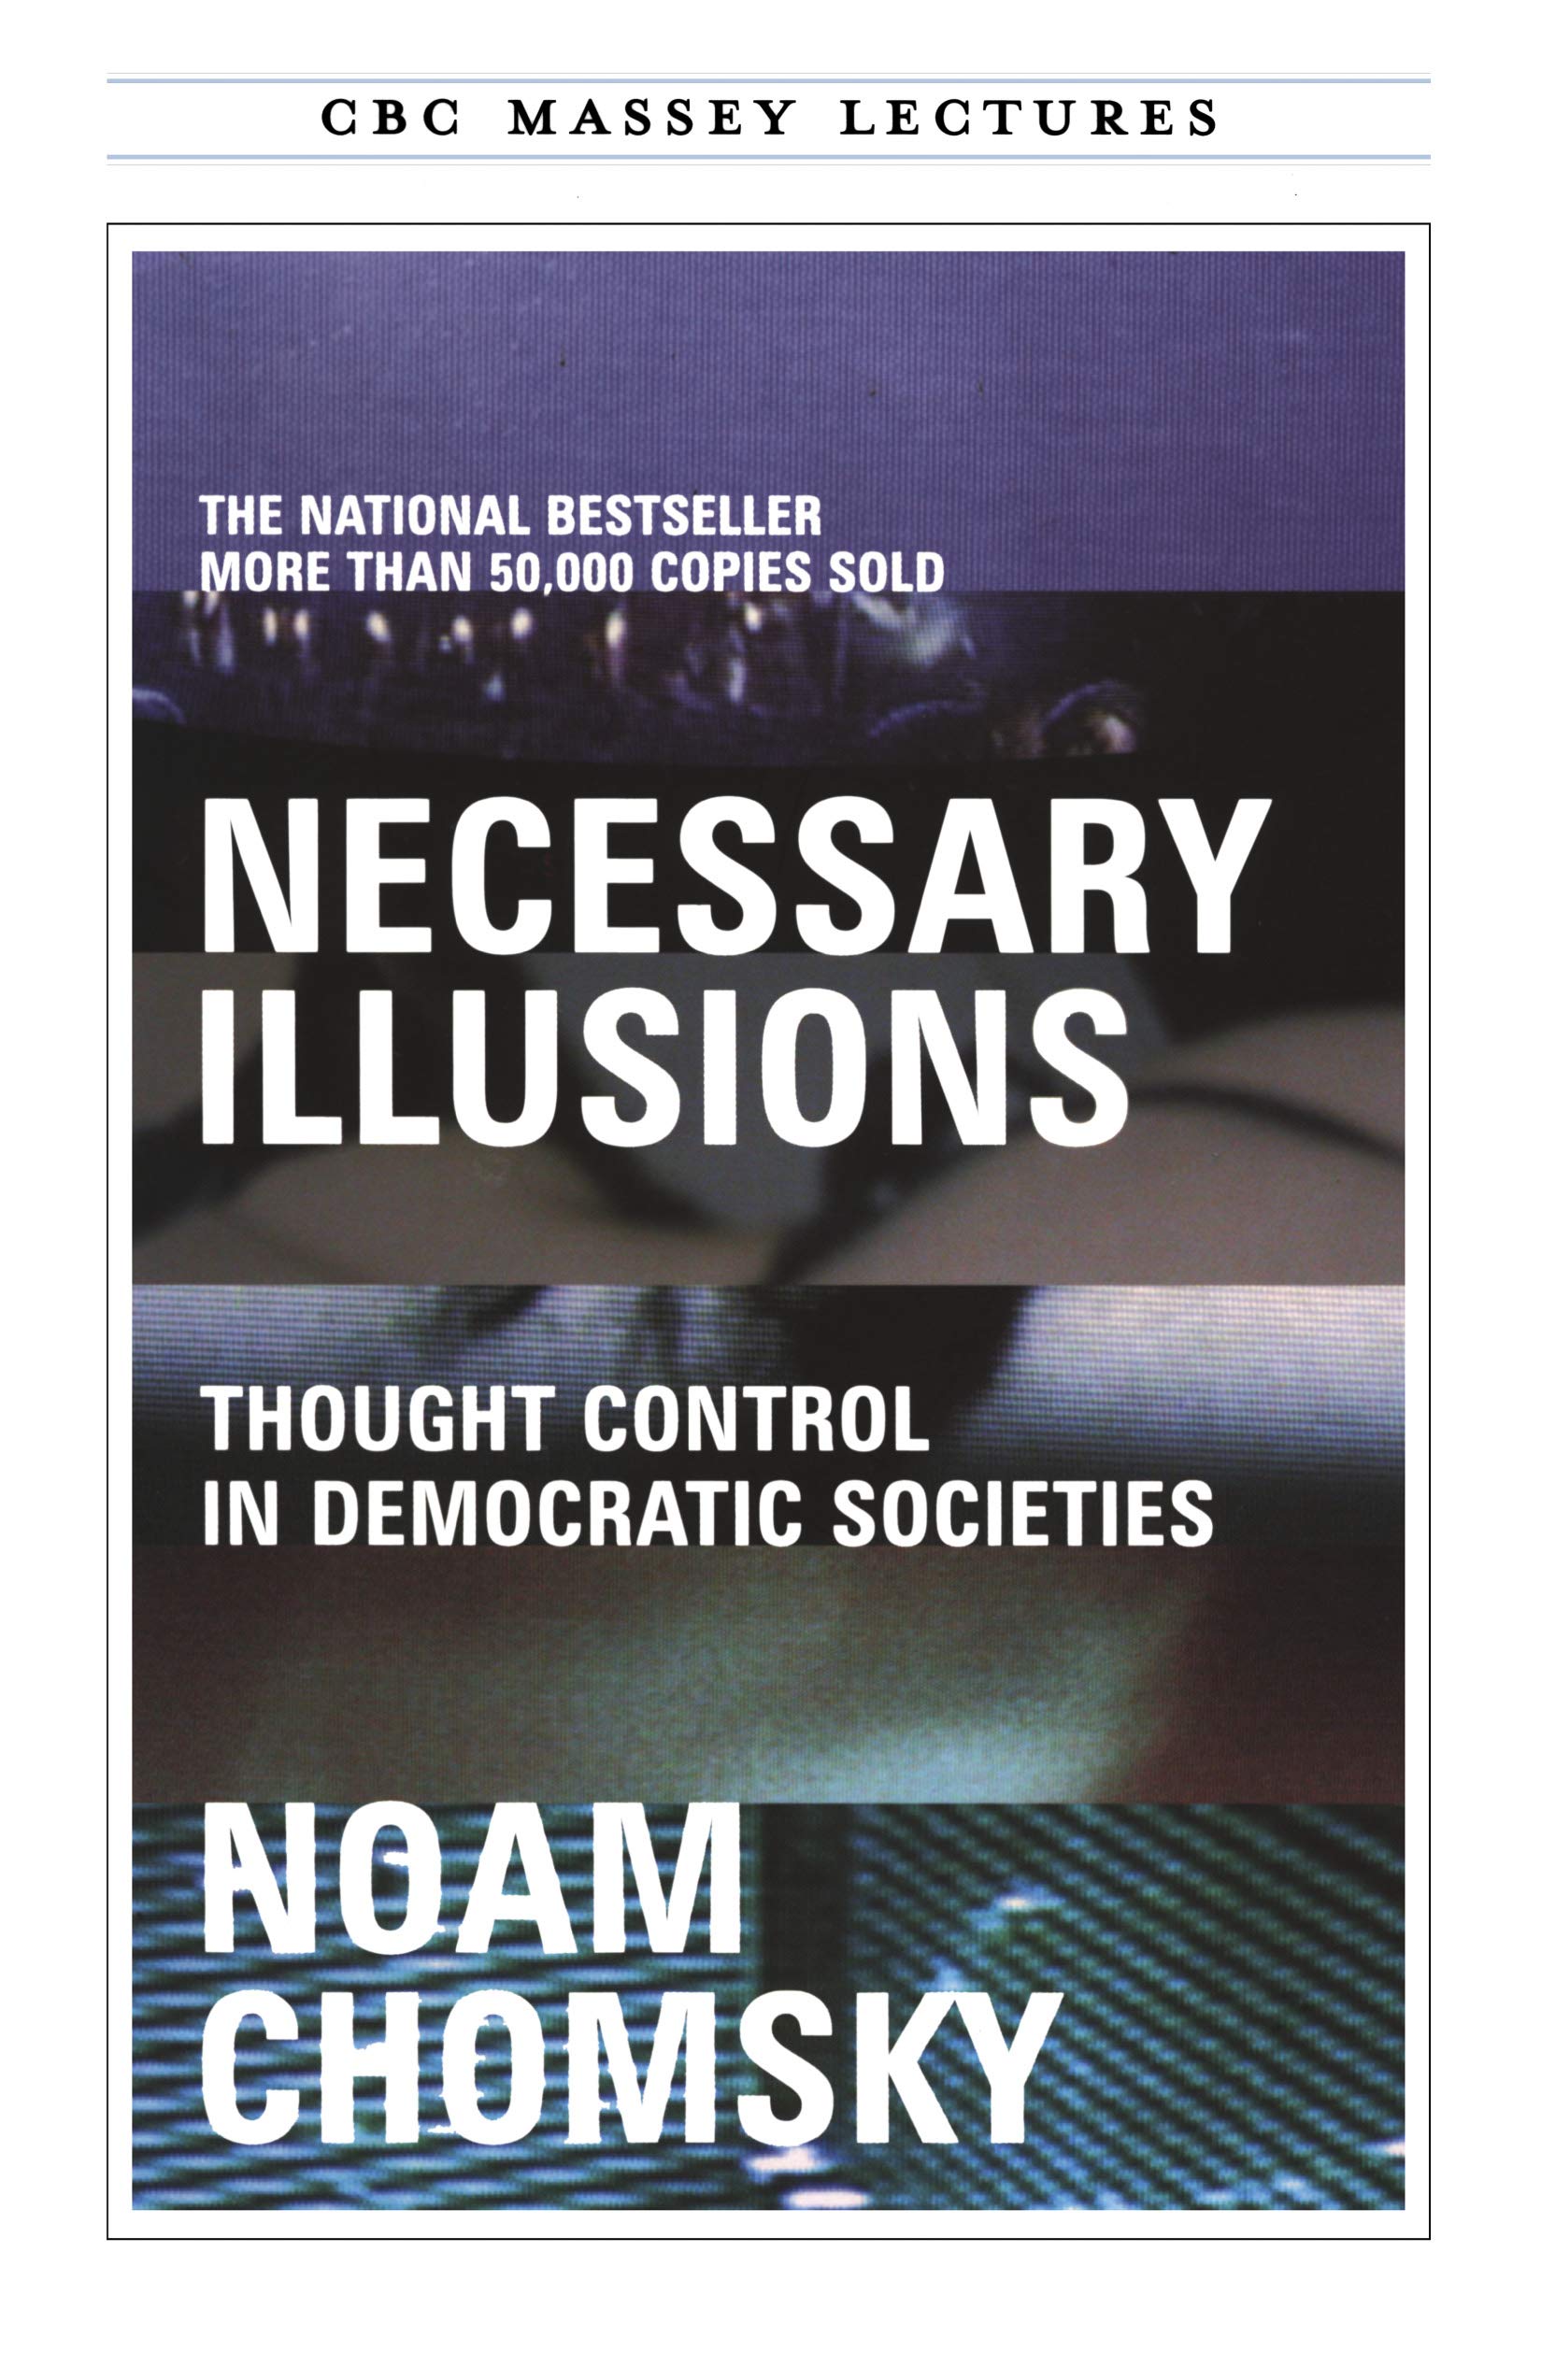 CBC MASSEY LECTURES
THE NATIONAL BESTSELLER
MORE THAN 50,000 COPIES SOLD
NECESSARY
ILLUSIONS
THOUGHT CONTROL
IN DEMOCRATIC SOCIETIES
NOAM
CHOMSKY